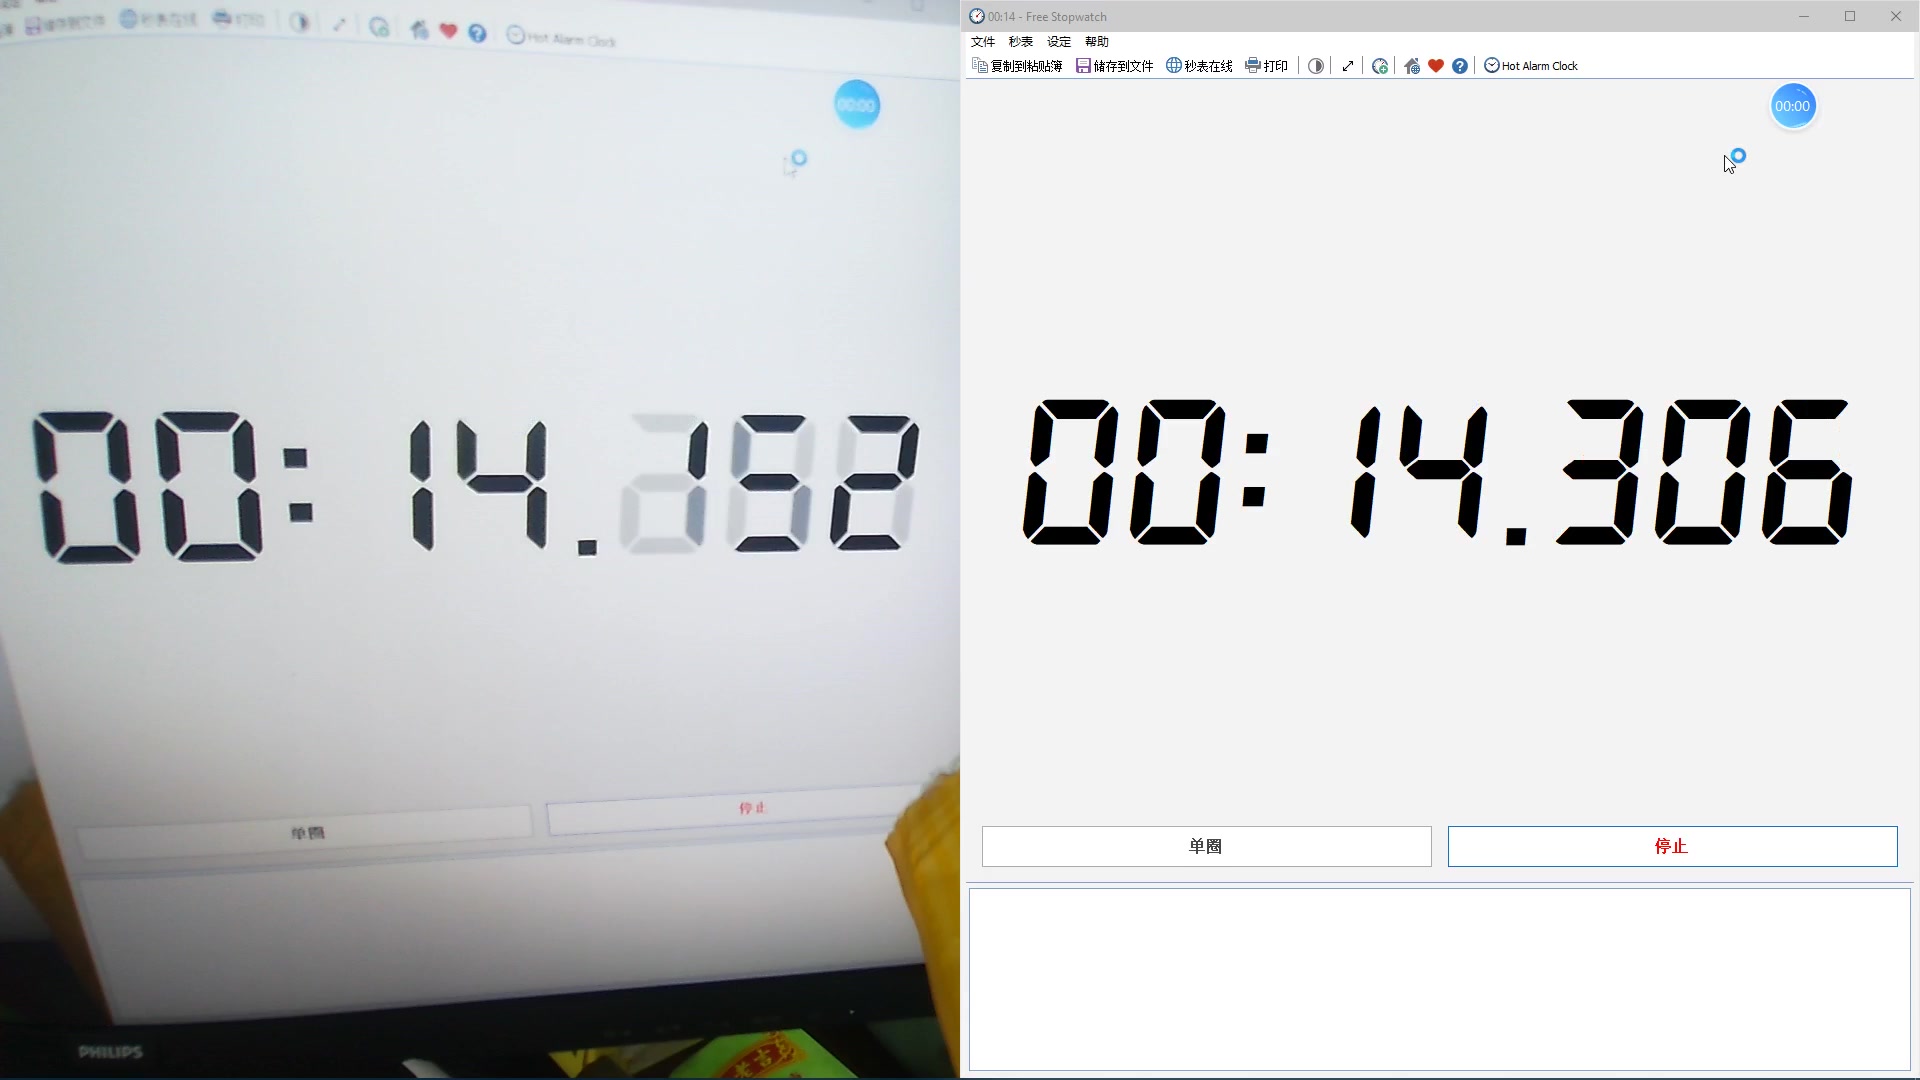 储存到文件 秒表在线 打印 Hot Alarm Clock
00:00
00:14.152
单圈 停止
PHILIPS
00:14 - Free Stopwatch
文件 秒表 设定 帮助
复制到粘贴簿 储存到文件 秒表在线 打印 Hot Alarm Clock
00:00
00:14.306
单圈 停止